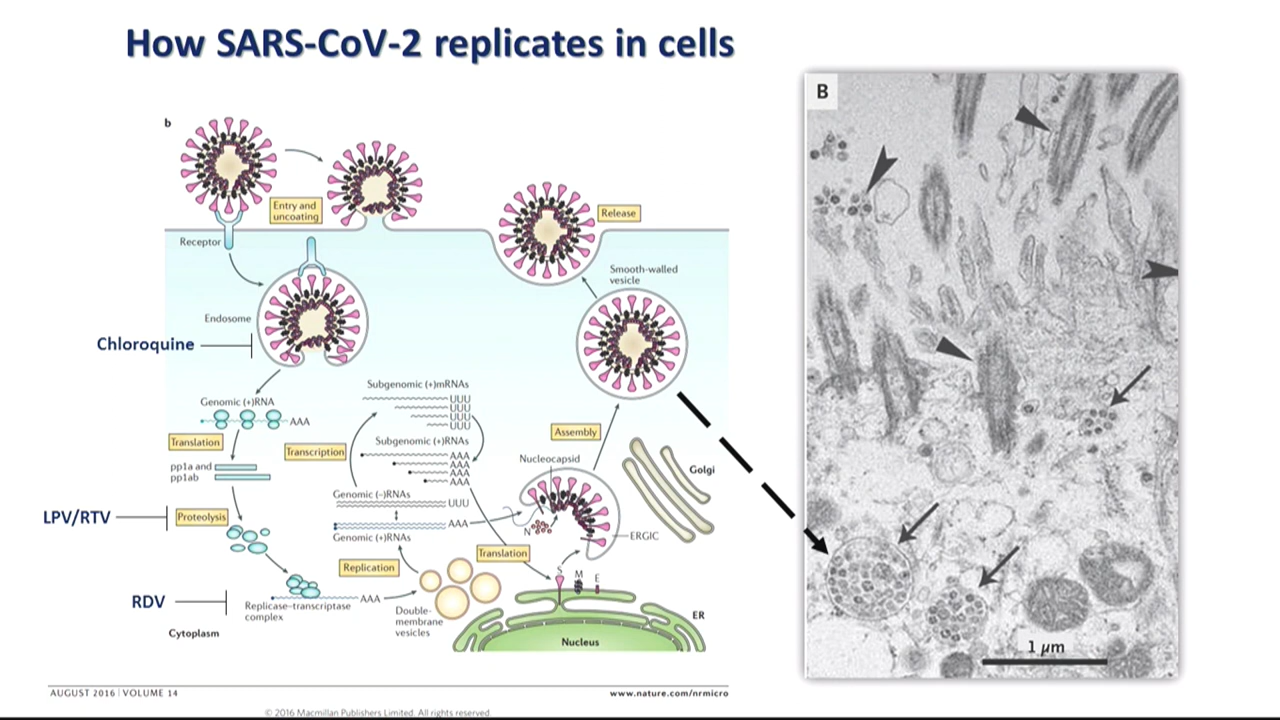 How SARS-CoV-2 replicates in cells
b
B
Entry and
uncoating
Release
Receptor
Smooth-walled
vesicle
Endosome
Chloroquine
Subgenomic (+)mRNAs
UUU
UUU
UUU
UUU
Genomic (+)RNA
AAA
Translation
Transcription
Subgenomic (+)RNAs
AAA
AAA
AAA
AAA
Assembly
Nucleocapsid
Golgi
pp1a and
pp1ab
Genomic (–)RNAs
UUU
LPV/RTV
Proteolysis
AAA
Genomic (+)RNAs
N
ERGIC
Translation
Replication
S
M
E
RDV
Replicase–transcriptase
complex
AAA
Double-
membrane
vesicles
ER
Cytoplasm
Nucleus
1 μm
AUGUST 2016 | VOLUME 14
www.nature.com/nrmicro
© 2016 Macmillan Publishers Limited. All rights reserved.